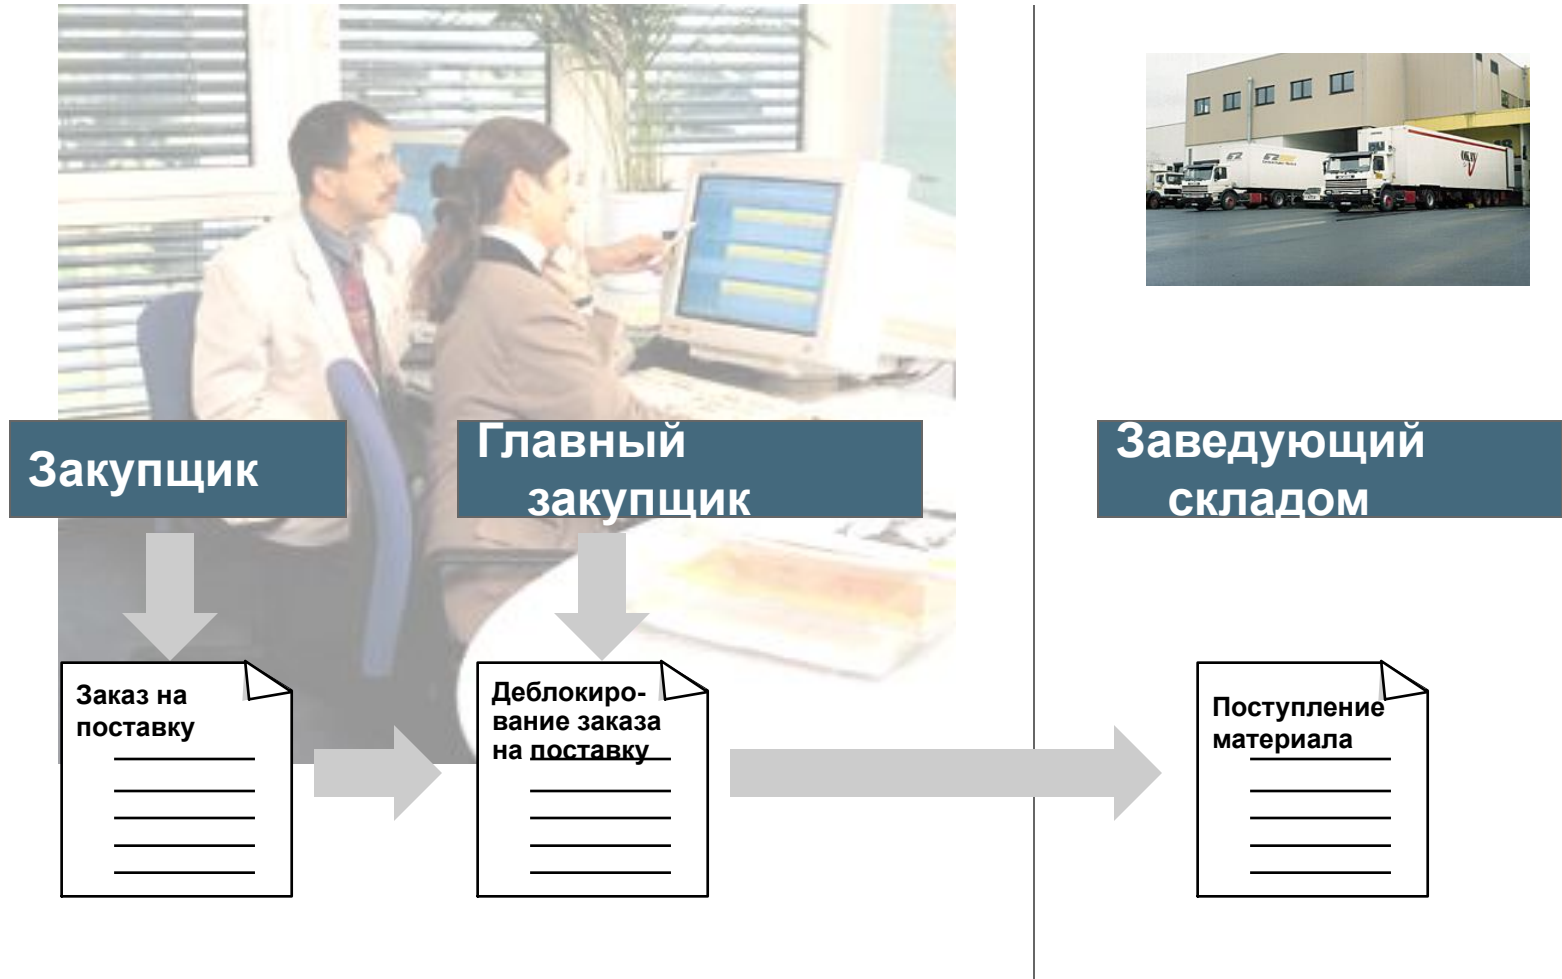 Закупщик
Главный
закупщик
Заведующий
складом
Заказ на
поставку
Деблокиро-
вание заказа
на поставку
Поступление
материала